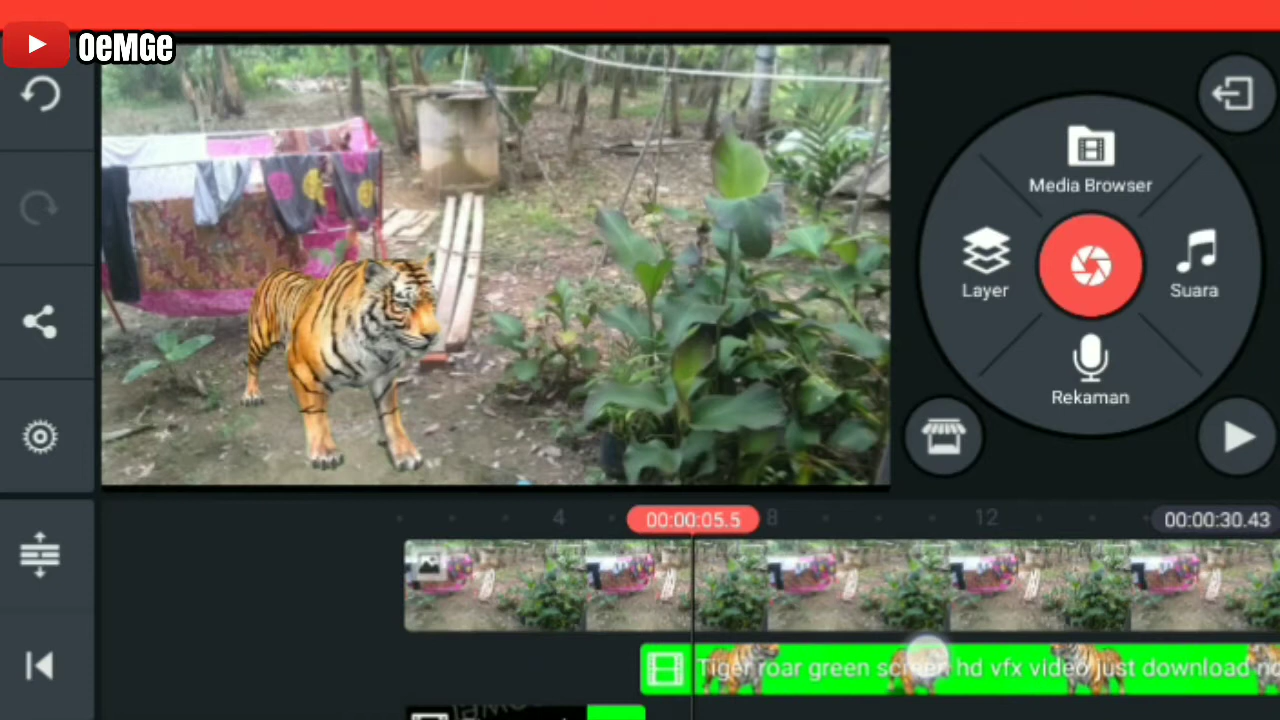 OeMGe
Media Browser
Layer
Suara
Rekaman
4
00:00:05.5
8
12
00:00:30.43
Tiger roar green screen hd vfx video just download no